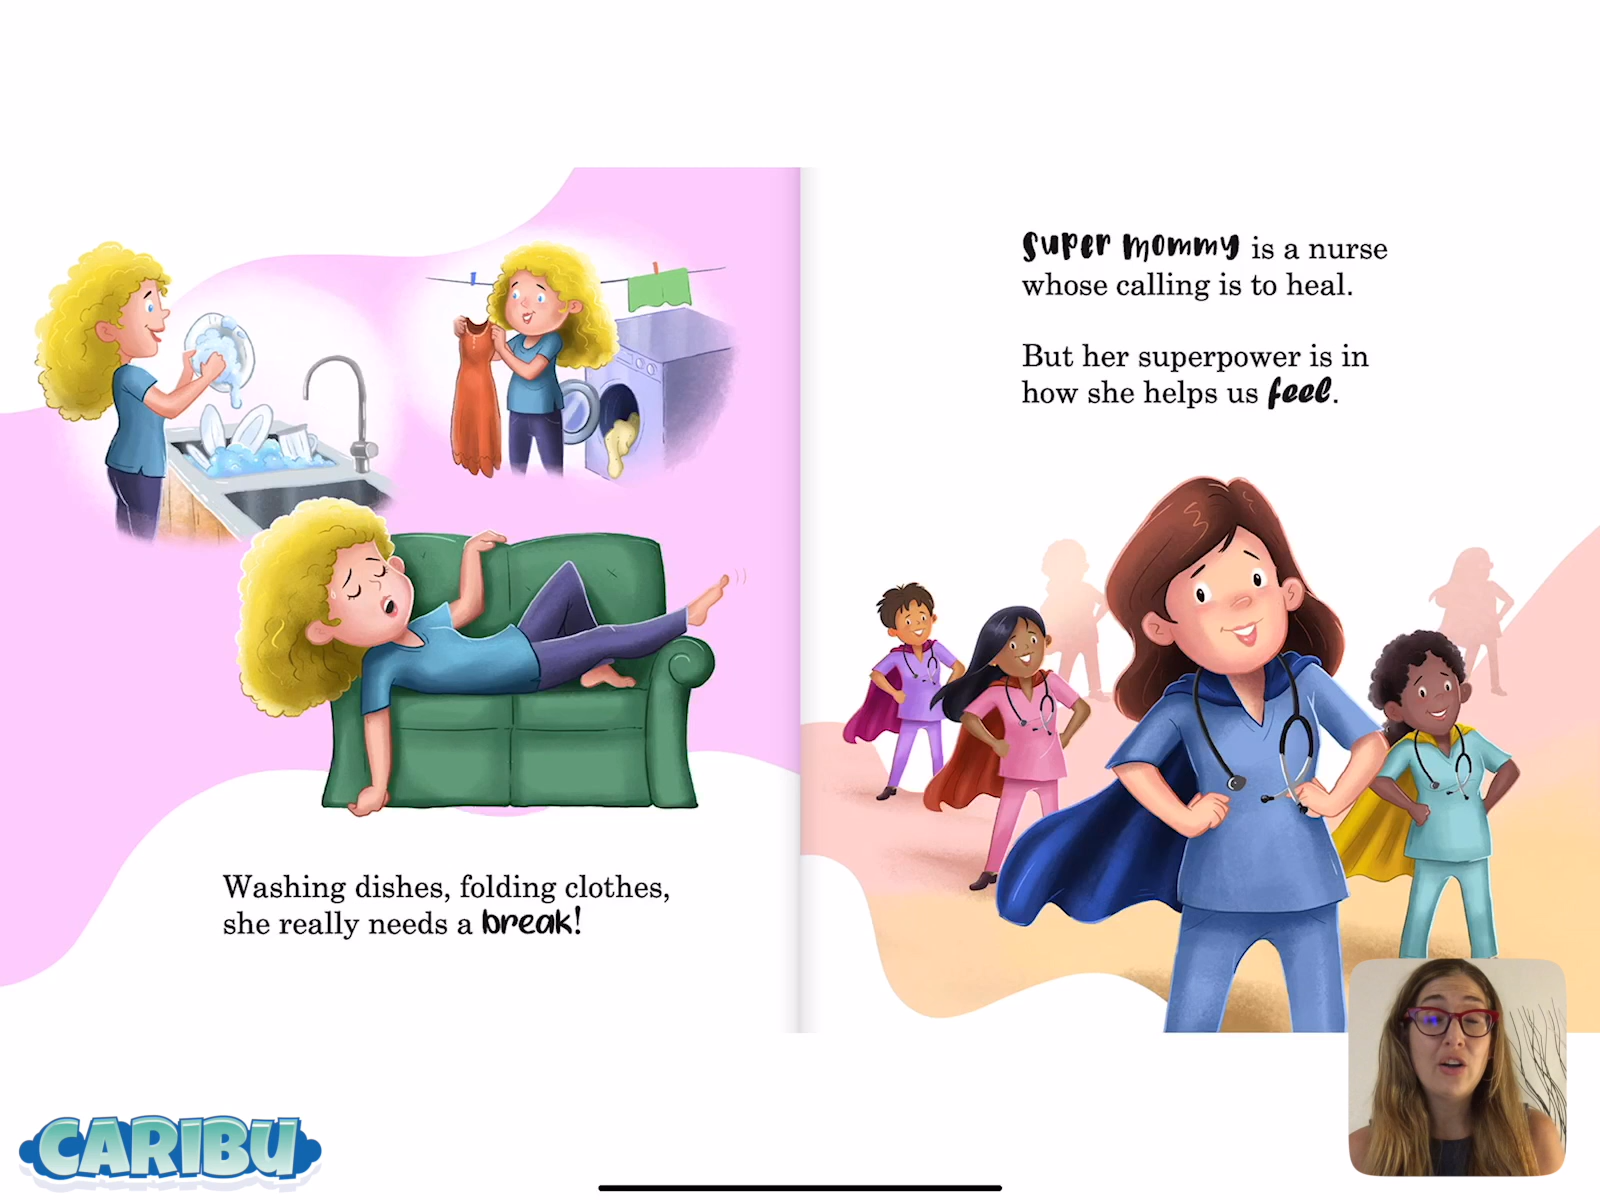 Washing dishes, folding clothes,
she really needs a break!
Super Mommy is a nurse
whose calling is to heal.
But her superpower is in
how she helps us feel.
CARIBU